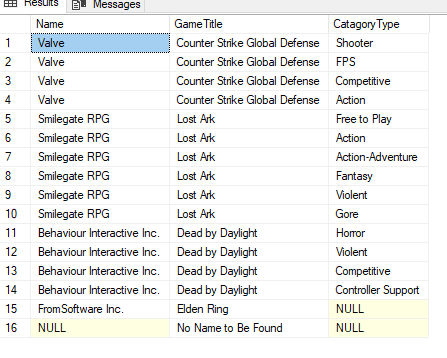 Results Messages
Name GameTitle CatagoryType
1 Valve Counter Strike Global Defense Shooter
2 Valve Counter Strike Global Defense FPS
3 Valve Counter Strike Global Defense Competitive
4 Valve Counter Strike Global Defense Action
5 Smilegate RPG Lost Ark Free to Play
6 Smilegate RPG Lost Ark Action
7 Smilegate RPG Lost Ark Action-Adventure
8 Smilegate RPG Lost Ark Fantasy
9 Smilegate RPG Lost Ark Violent
10 Smilegate RPG Lost Ark Gore
11 Behaviour Interactive Inc. Dead by Daylight Horror
12 Behaviour Interactive Inc. Dead by Daylight Violent
13 Behaviour Interactive Inc. Dead by Daylight Competitive
14 Behaviour Interactive Inc. Dead by Daylight Controller Support
15 FromSoftware Inc. Elden Ring NULL
16 NULL No Name to Be Found NULL